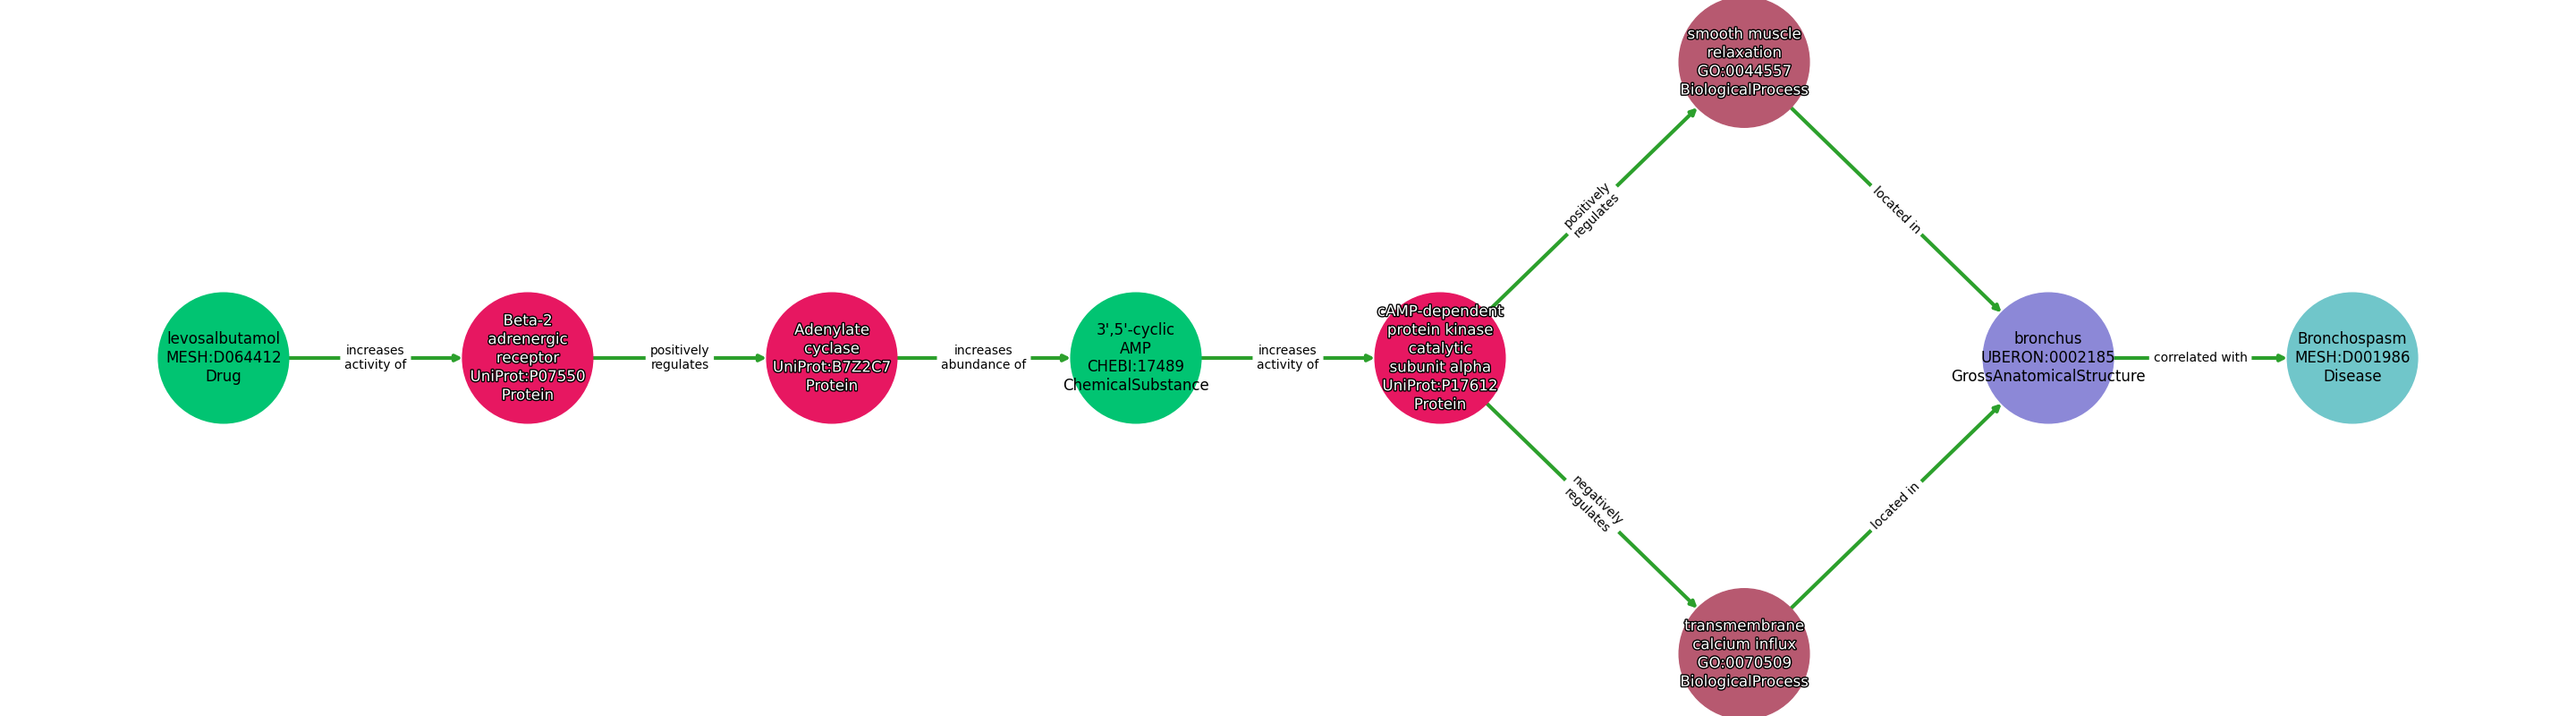 smooth muscle
relaxation
GO:0044557
BiologicalProcess
positively
regulates
located in
levosalbutamol
MESH:D064412
Drug
increases
activity of
Beta-2
adrenergic
receptor
UniProt:P07550
Protein
positively
regulates
Adenylate
cyclase
UniProt:B7Z2C7
Protein
increases
abundance of
3',5'-cyclic
AMP
CHEBI:17489
ChemicalSubstance
increases
activity of
cAMP-dependent
protein kinase
catalytic
subunit alpha
UniProt:P17612
Protein
bronchus
UBERON:0002185
GrossAnatomicalStructure
correlated with
Bronchospasm
MESH:D001986
Disease
negatively
regulates
located in
transmembrane
calcium influx
GO:0070509
BiologicalProcess